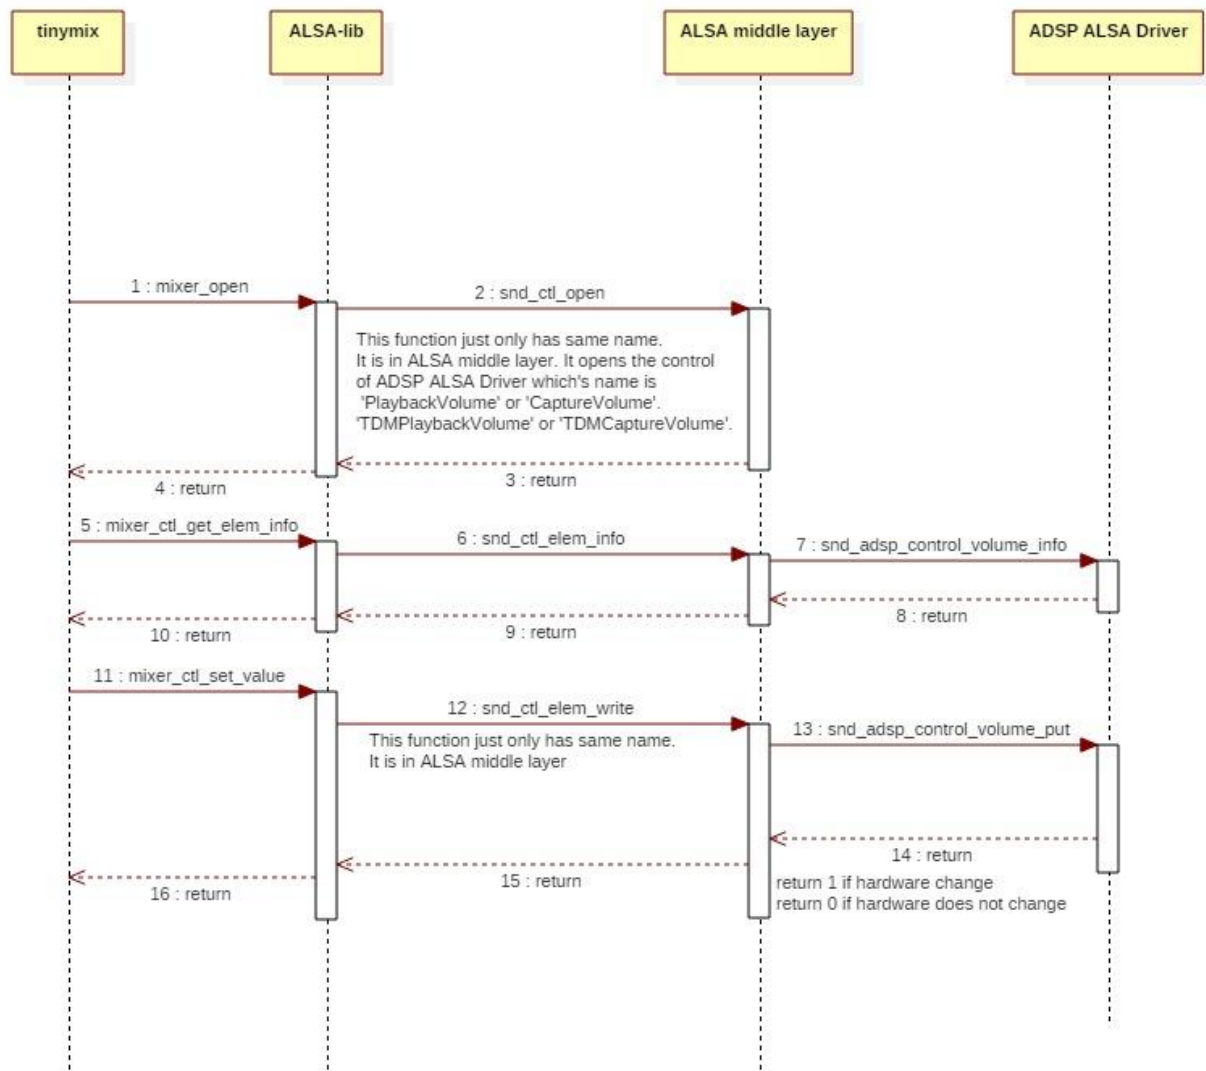 tinymix
ALSA-lib
ALSA middle layer
ADSP ALSA Driver
1 : mixer_open
2 : snd_ctl_open
This function just only has same name.
It is in ALSA middle layer. It opens the control
of ADSP ALSA Driver which's name is
'PlaybackVolume' or 'CaptureVolume'.
'TDMPlaybackVolume' or 'TDMCaptureVolume'.
3 : return
4 : return
5 : mixer_ctl_get_elem_info
6 : snd_ctl_elem_info
7 : snd_adsp_control_volume_info
8 : return
9 : return
10 : return
11 : mixer_ctl_set_value
12 : snd_ctl_elem_write
This function just only has same name.
It is in ALSA middle layer
13 : snd_adsp_control_volume_put
14 : return
return 1 if hardware change
return 0 if hardware does not change
15 : return
16 : return